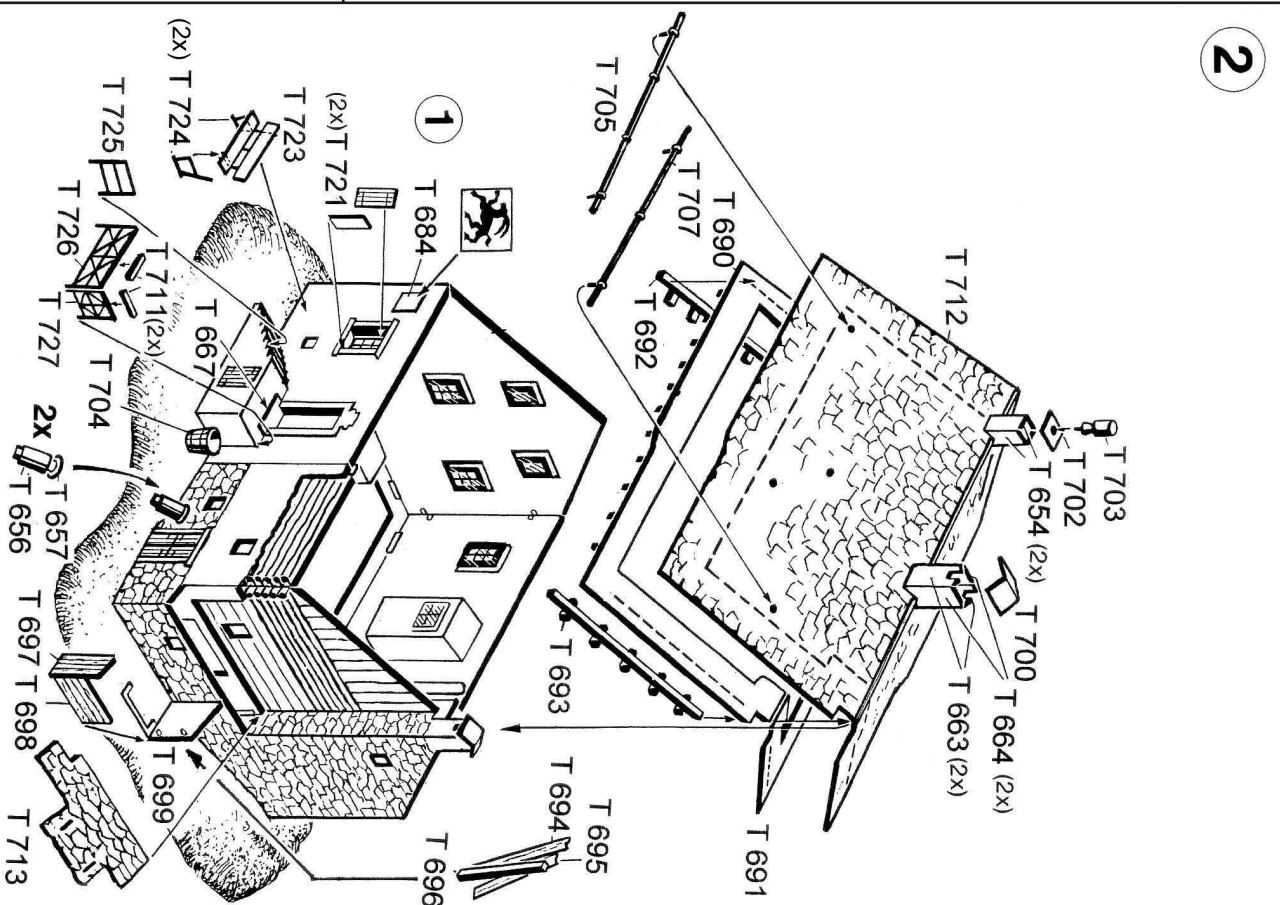 2
T 703
T 702
T 654 (2x)
T 700
T 664 (2x)
T 663 (2x)
T 712
T 705
T 707
T 690
T 692
T 693
T 691
1
T 684
(2x) T 721
T 723
(2x) T 724
T 725
T 726
T 711(2x)
T 727
T 667
T 704
2x
T 657
T 656
T 697
T 698
T 699
T 713
T 694
T 695
T 696